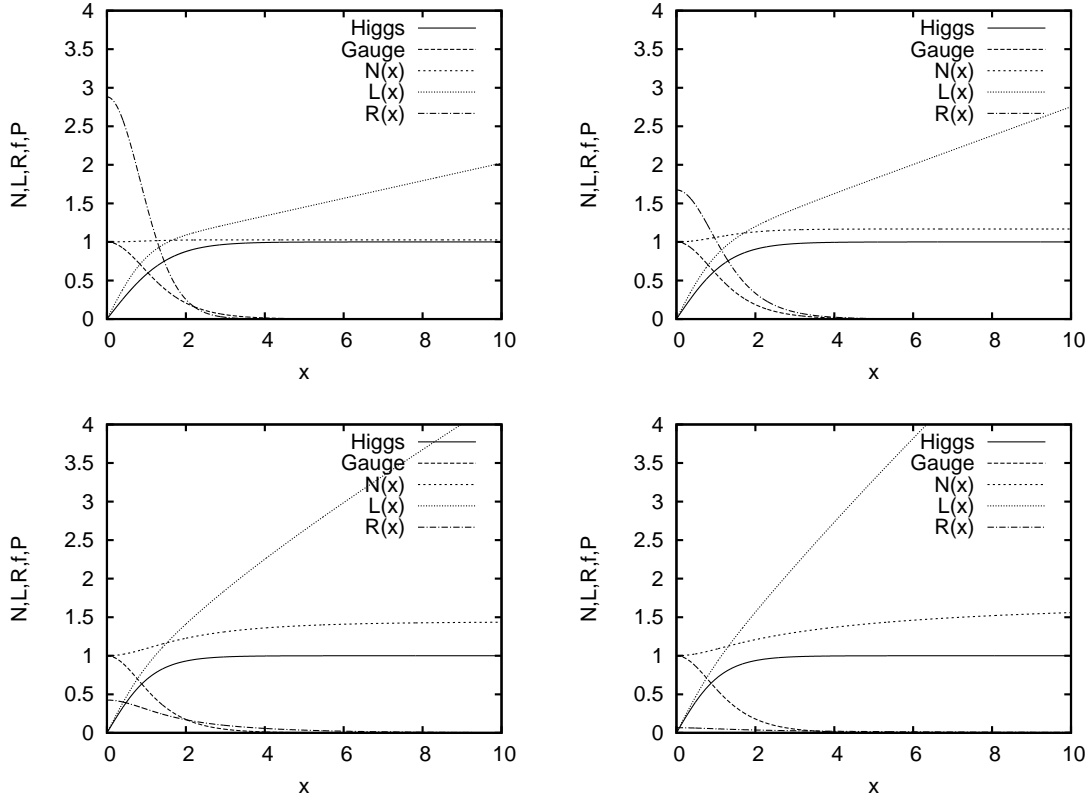 4
3.5
3
2.5
2
1.5
1
0.5
0
0 2 4 6 8 10
N,L,R,f,P
x
Higgs
Gauge
N(x)
L(x)
R(x)
4
3.5
3
2.5
2
1.5
1
0.5
0
0 2 4 6 8 10
N,L,R,f,P
x
Higgs
Gauge
N(x)
L(x)
R(x)
4
3.5
3
2.5
2
1.5
1
0.5
0
0 2 4 6 8 10
N,L,R,f,P
x
Higgs
Gauge
N(x)
L(x)
R(x)
4
3.5
3
2.5
2
1.5
1
0.5
0
0 2 4 6 8 10
N,L,R,f,P
x
Higgs
Gauge
N(x)
L(x)
R(x)